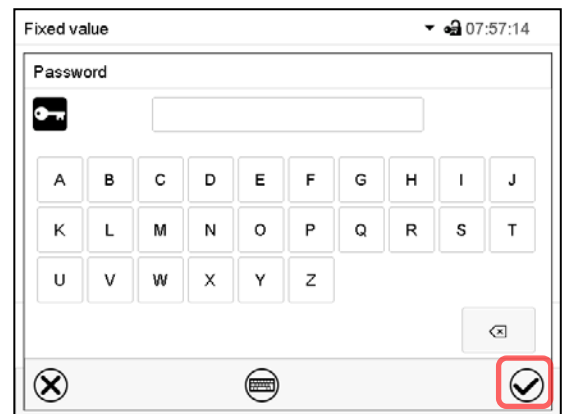 Fixed value 07:57:14
Password
A B C D E F G H I J
K L M N O P Q R S T
U V W X Y Z